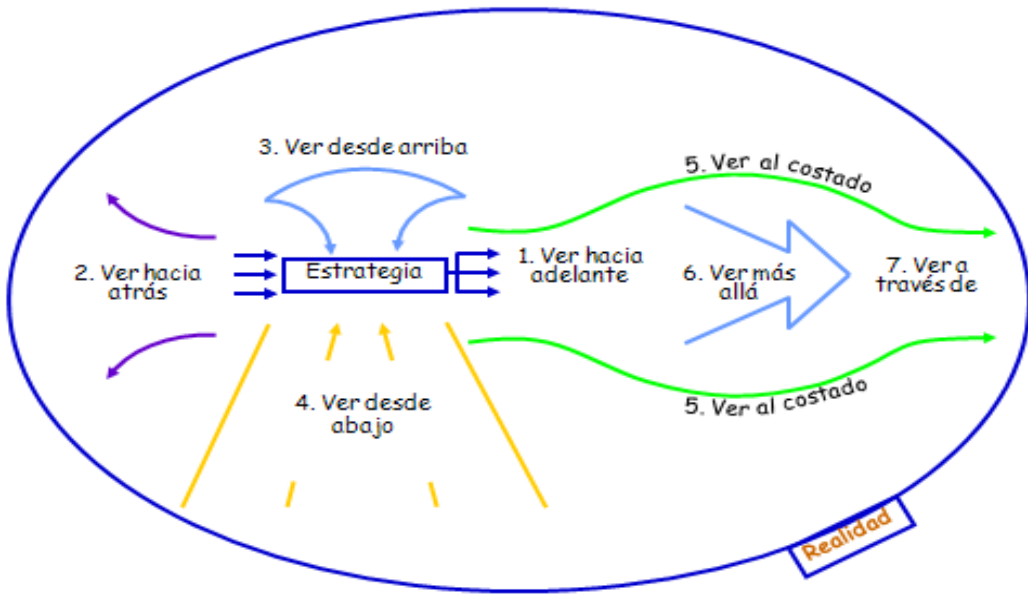 3. Ver desde arriba
5. Ver al costado
2. Ver hacia
atrás
Estrategia
1. Ver hacia
adelante
6. Ver más
allá
7. Ver a
través de
4. Ver desde
abajo
5. Ver al costado
Realidad